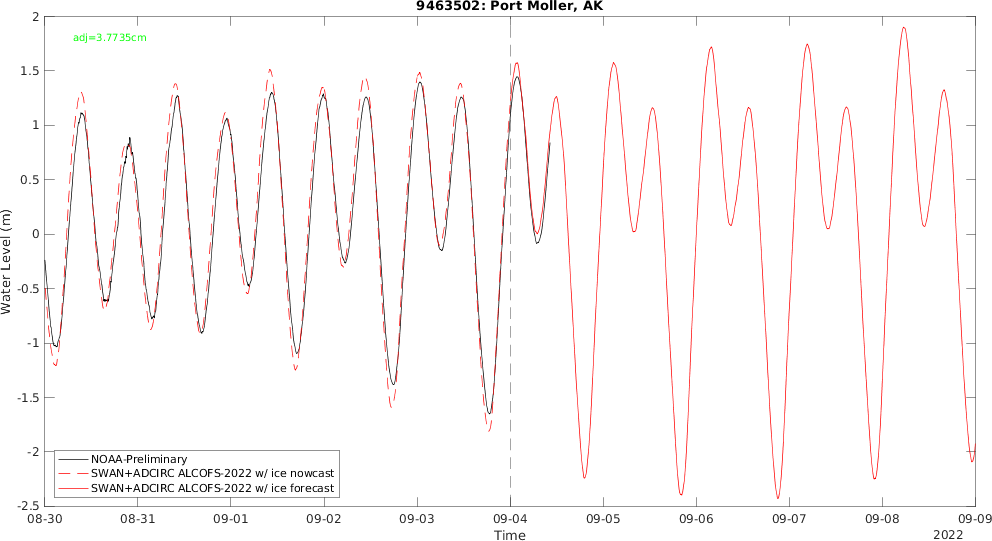 9463502: Port Moller, AK
adj=3.7735cm
2
1.5
1
0.5
0
-0.5
-1
-1.5
-2
-2.5
Water Level (m)
NOAA-Preliminary
SWAN+ADCIRC ALCOFS-2022 w/ ice nowcast
SWAN+ADCIRC ALCOFS-2022 w/ ice forecast
08-30 08-31 09-01 09-02 09-03 09-04 09-05 09-06 09-07 09-08 09-09
Time
2022